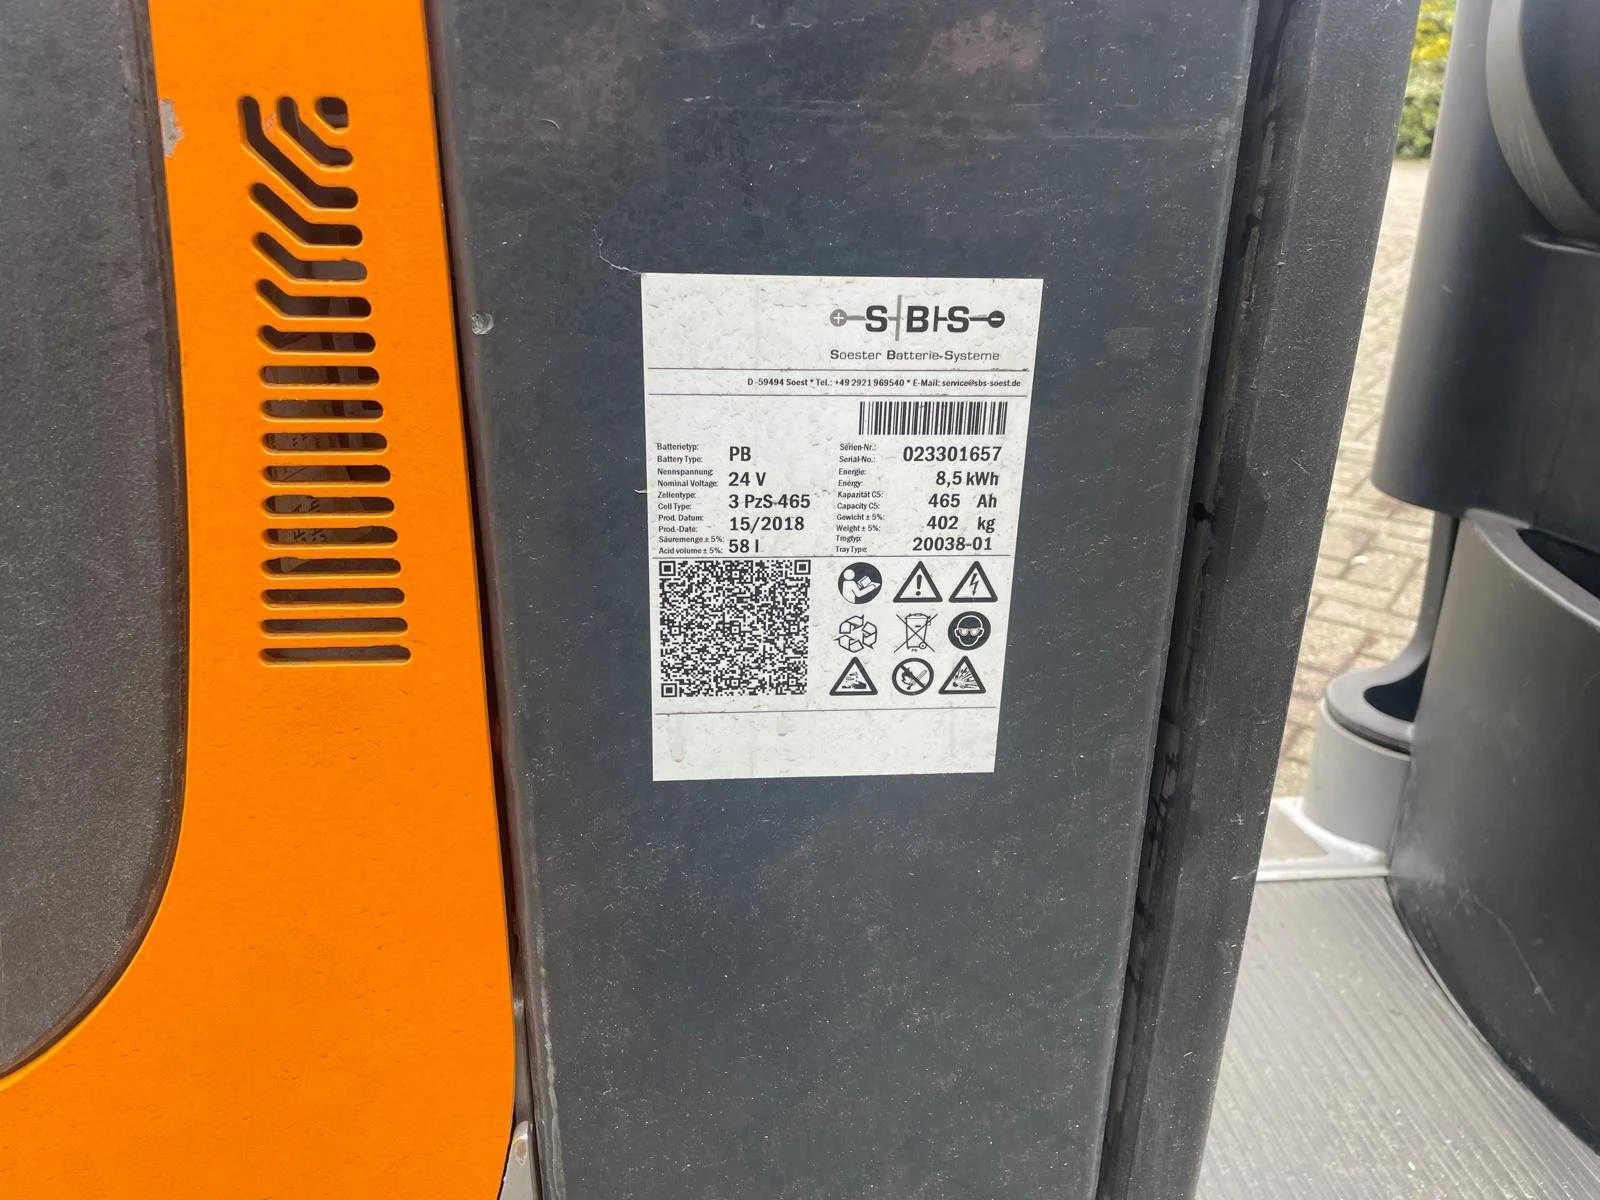 S B S
Soester Batterie-Systeme
D -59494 Soest * Tel.: +49 2921 969540 * E-Mail: service@sbs-soest.de
Batterietyp:
Battery Type: PB
Serien-Nr.:
Serial-No.: 023301657
Nennspannung:
Nominal Voltage: 24 V
Energie:
Energy: 8,5 kWh
Zellentype:
Cell Type: 3 PzS-465
Kapazität C5:
Capacity C5: 465 Ah
Prod. Datum:
Prod.-Date: 15/2018
Gewicht ± 5%:
Weight ± 5%: 402 kg
Säuremenge ± 5%:
Acid volume ± 5%: 58 l
Trogtyp:
Tray Type: 20038-01